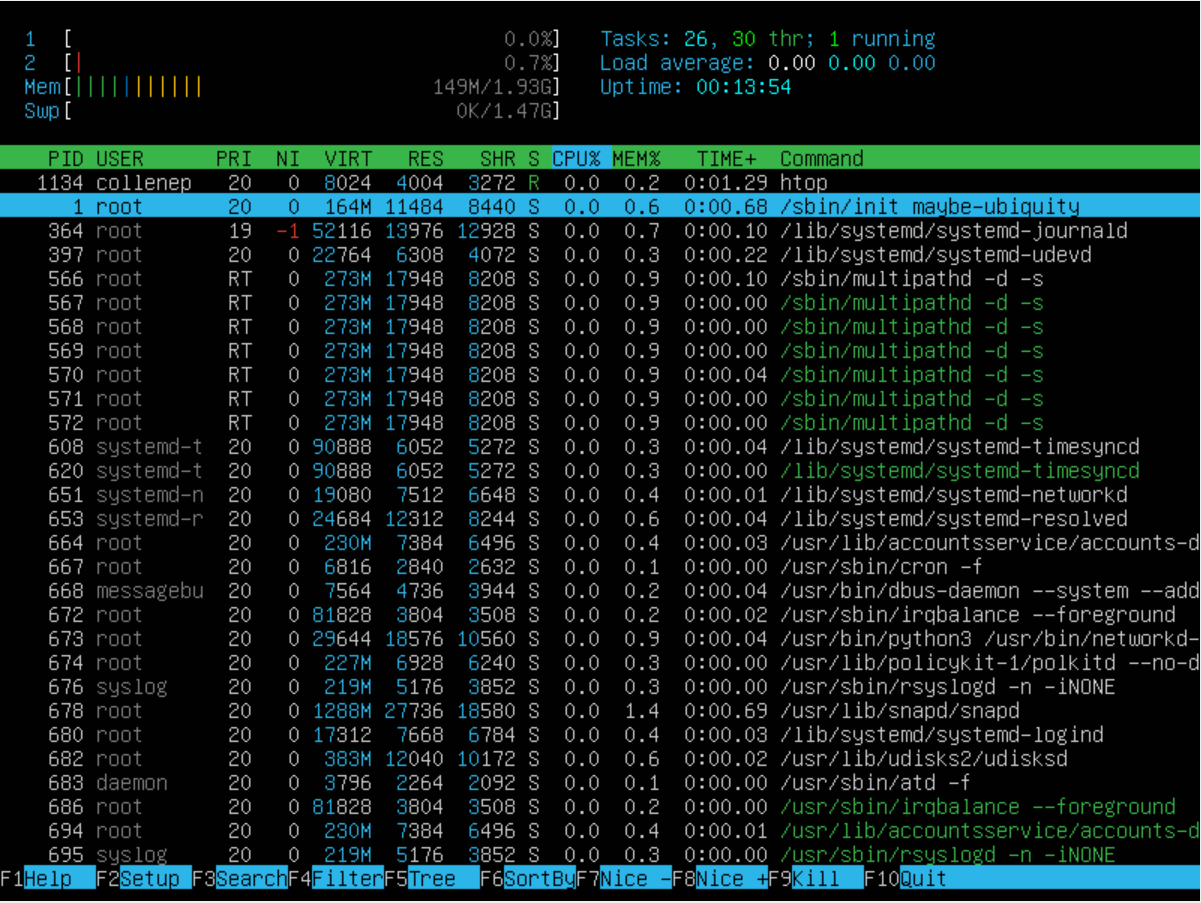 1 [ 0.0%] Tasks: 26, 30 thr; 1 running
2 [| 0.7%] Load average: 0.00 0.00 0.00
Mem[||||||||||| 149M/1.93G] Uptime: 00:13:54
Swp[ 0K/1.47G]
PID USER PRI NI VIRT RES SHR S CPU% MEM% TIME+ Command
1134 collenep 20 0 8024 4004 3272 R 0.0 0.2 0:01.29 htop
1 root 20 0 164M 11484 8440 S 0.0 0.6 0:00.68 /sbin/init maybe-ubiquity
364 root 19 -1 52116 13976 12928 S 0.0 0.7 0:00.10 /lib/systemd/systemd-journald
397 root 20 0 22764 6308 4072 S 0.0 0.3 0:00.22 /lib/systemd/systemd-udevd
566 root RT 0 273M 17948 8208 S 0.0 0.9 0:00.10 /sbin/multipathd -d -s
567 root RT 0 273M 17948 8208 S 0.0 0.9 0:00.00 /sbin/multipathd -d -s
568 root RT 0 273M 17948 8208 S 0.0 0.9 0:00.00 /sbin/multipathd -d -s
569 root RT 0 273M 17948 8208 S 0.0 0.9 0:00.00 /sbin/multipathd -d -s
570 root RT 0 273M 17948 8208 S 0.0 0.9 0:00.04 /sbin/multipathd -d -s
571 root RT 0 273M 17948 8208 S 0.0 0.9 0:00.00 /sbin/multipathd -d -s
572 root RT 0 273M 17948 8208 S 0.0 0.9 0:00.00 /sbin/multipathd -d -s
608 systemd-t 20 0 90888 6052 5272 S 0.0 0.3 0:00.04 /lib/systemd/systemd-timesyncd
620 systemd-t 20 0 90888 6052 5272 S 0.0 0.3 0:00.00 /lib/systemd/systemd-timesyncd
651 systemd-n 20 0 19080 7512 6648 S 0.0 0.4 0:00.01 /lib/systemd/systemd-networkd
653 systemd-r 20 0 24684 12312 8244 S 0.0 0.6 0:00.04 /lib/systemd/systemd-resolved
664 root 20 0 230M 7384 6496 S 0.0 0.4 0:00.03 /usr/lib/accountsservice/accounts-d
667 root 20 0 6816 2840 2632 S 0.0 0.1 0:00.00 /usr/sbin/cron -f
668 messagebu 20 0 7564 4736 3944 S 0.0 0.2 0:00.04 /usr/bin/dbus-daemon --system --add
672 root 20 0 81828 3804 3508 S 0.0 0.2 0:00.02 /usr/sbin/irqbalance --foreground
673 root 20 0 29644 18576 10560 S 0.0 0.9 0:00.04 /usr/bin/python3 /usr/bin/networkd-
674 root 20 0 227M 6928 6240 S 0.0 0.3 0:00.00 /usr/lib/policykit-1/polkitd --no-d
676 syslog 20 0 219M 5176 3852 S 0.0 0.3 0:00.00 /usr/sbin/rsyslogd -n -iNONE
678 root 20 0 1288M 27736 18580 S 0.0 1.4 0:00.69 /usr/lib/snapd/snapd
680 root 20 0 17312 7668 6784 S 0.0 0.4 0:00.03 /lib/systemd/systemd-logind
682 root 20 0 383M 12040 10172 S 0.0 0.6 0:00.02 /usr/lib/udisks2/udisksd
683 daemon 20 0 3796 2264 2092 S 0.0 0.1 0:00.00 /usr/sbin/atd -f
686 root 20 0 81828 3804 3508 S 0.0 0.2 0:00.00 /usr/sbin/irqbalance --foreground
694 root 20 0 230M 7384 6496 S 0.0 0.4 0:00.01 /usr/lib/accountsservice/accounts-d
695 syslog 20 0 219M 5176 3852 S 0.0 0.3 0:00.00 /usr/sbin/rsyslogd -n -iNONE
F1Help F2Setup F3SearchF4FilterF5Tree F6SortByF7Nice -F8Nice +F9Kill F10Quit